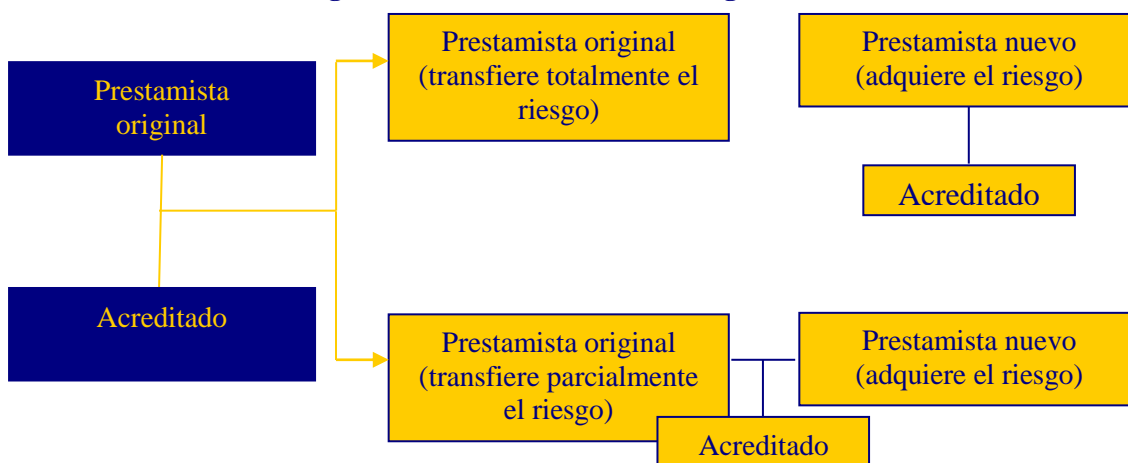 Prestamista
original
Acreditado
Prestamista original
(transfiere totalmente el
riesgo)
Prestamista nuevo
(adquiere el riesgo)
Acreditado
Prestamista original
(transfiere parcialmente
el riesgo)
Prestamista nuevo
(adquiere el riesgo)
Acreditado